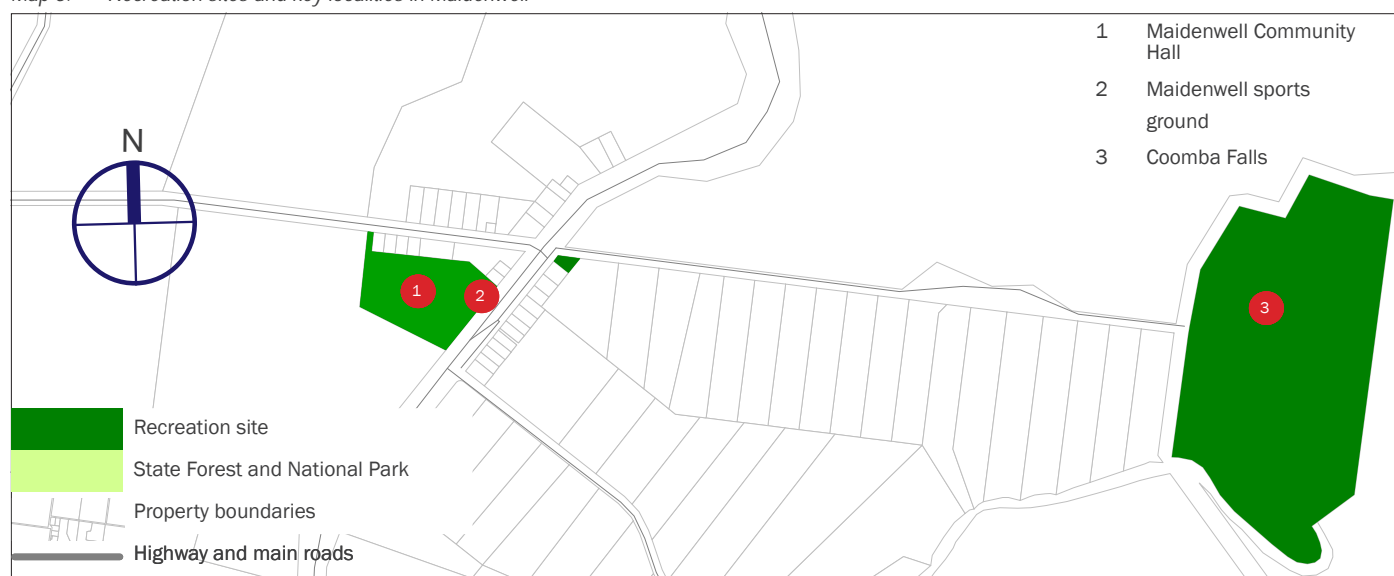 1 Maidenwell Community
Hall
2 Maidenwell sports
ground
3 Coomba Falls
N
1
2
3
Recreation site
State Forest and National Park
Property boundaries
Highway and main roads